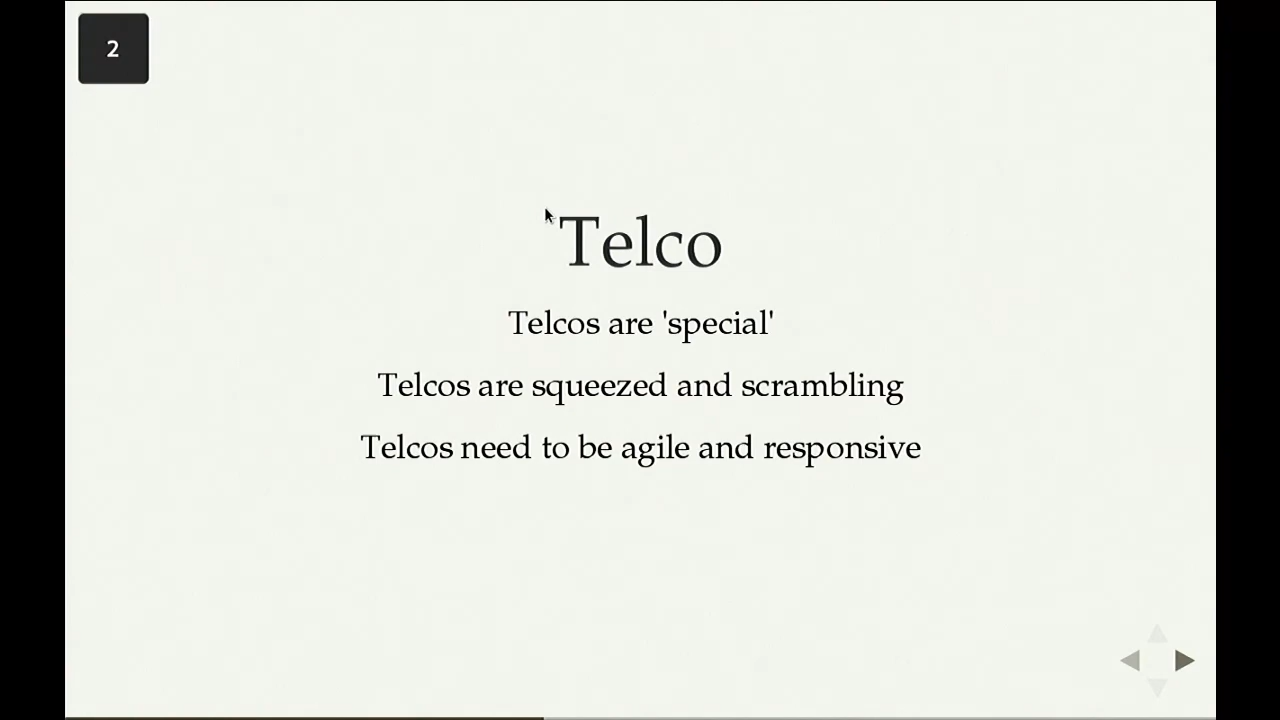 2
Telco
Telcos are 'special'
Telcos are squeezed and scrambling
Telcos need to be agile and responsive